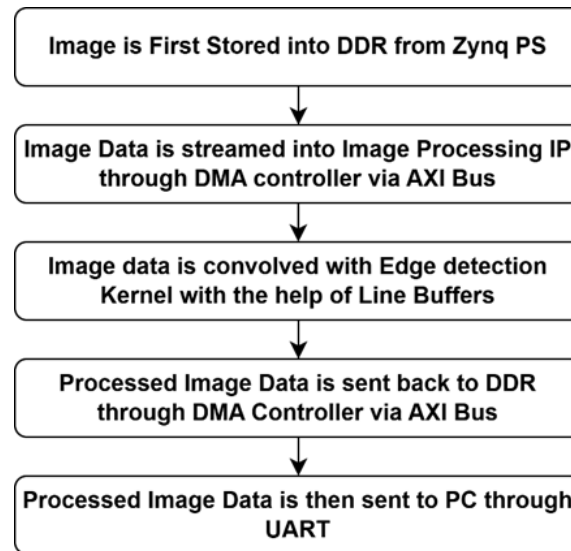 Image is First Stored into DDR from Zynq PS
Image Data is streamed into Image Processing IP
through DMA controller via AXI Bus
Image data is convolved with Edge detection
Kernel with the help of Line Buffers
Processed Image Data is sent back to DDR
through DMA Controller via AXI Bus
Processed Image Data is then sent to PC through
UART